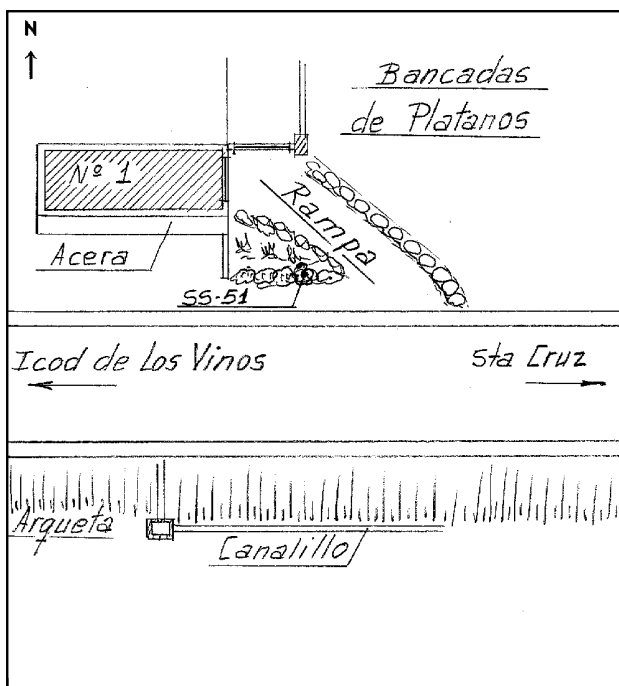 N
Bancadas
de Platanos
Nº 1
Rampa
Acera
SS-51
Icod de Los Vinos
Sta Cruz
Arqueta
Canalillo